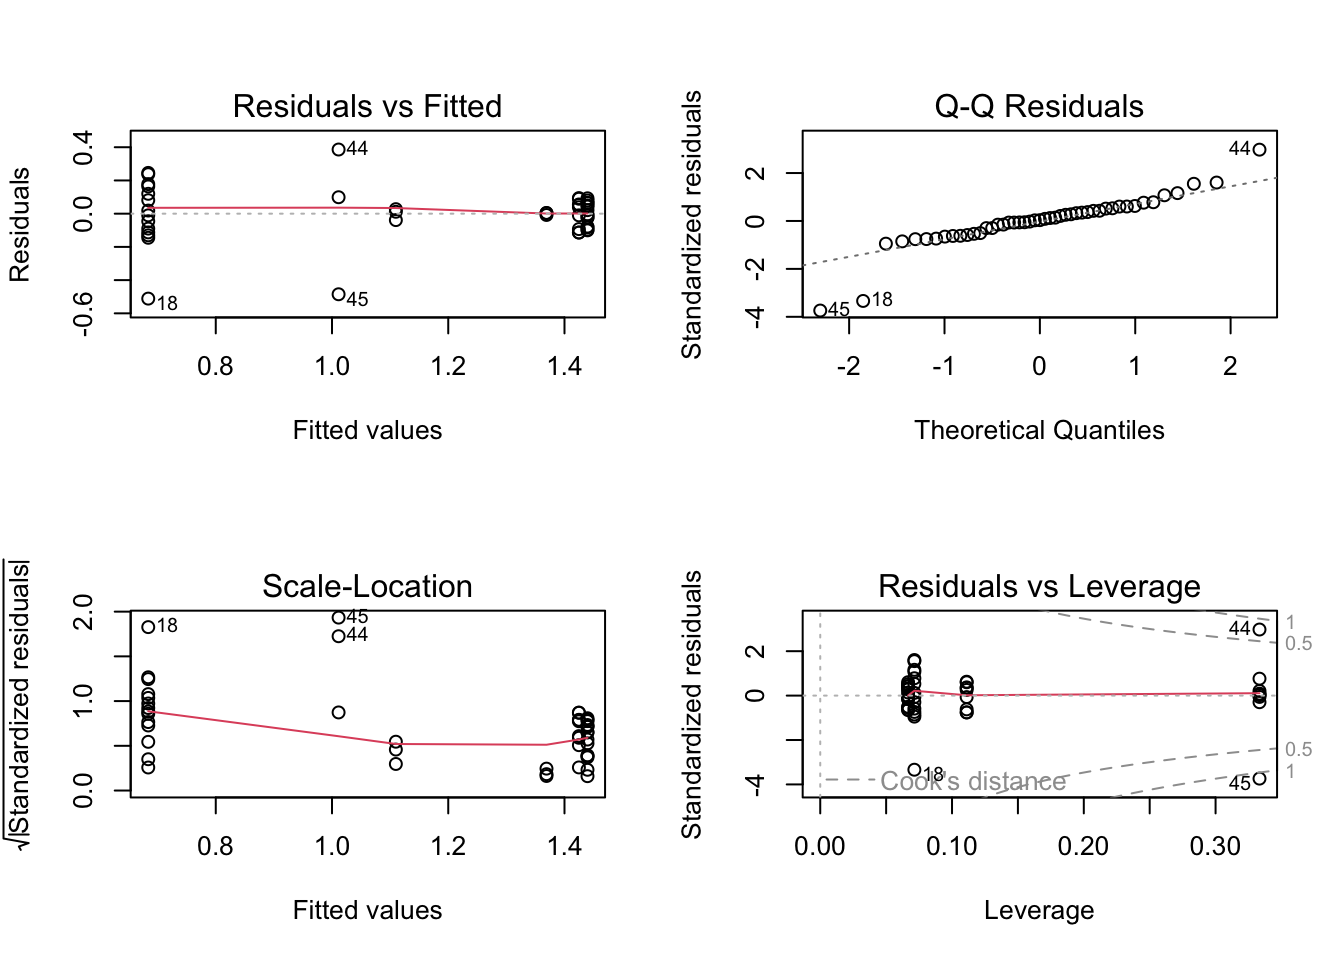 Residuals vs Fitted
Residuals
0.4
0.0
-0.6
44
18
45
0.8 1.0 1.2 1.4
Fitted values
Q-Q Residuals
Standardized residuals
2
0
-2
-4
44
45
18
-2 -1 0 1 2
Theoretical Quantiles
Scale-Location
√|Standardized residuals|
2.0
1.0
0.0
18
45
44
0.8 1.0 1.2 1.4
Fitted values
Residuals vs Leverage
Standardized residuals
2
0
-4
44
1
0.5
0.5
1
18
45
Cook's distance
0.00 0.10 0.20 0.30
Leverage